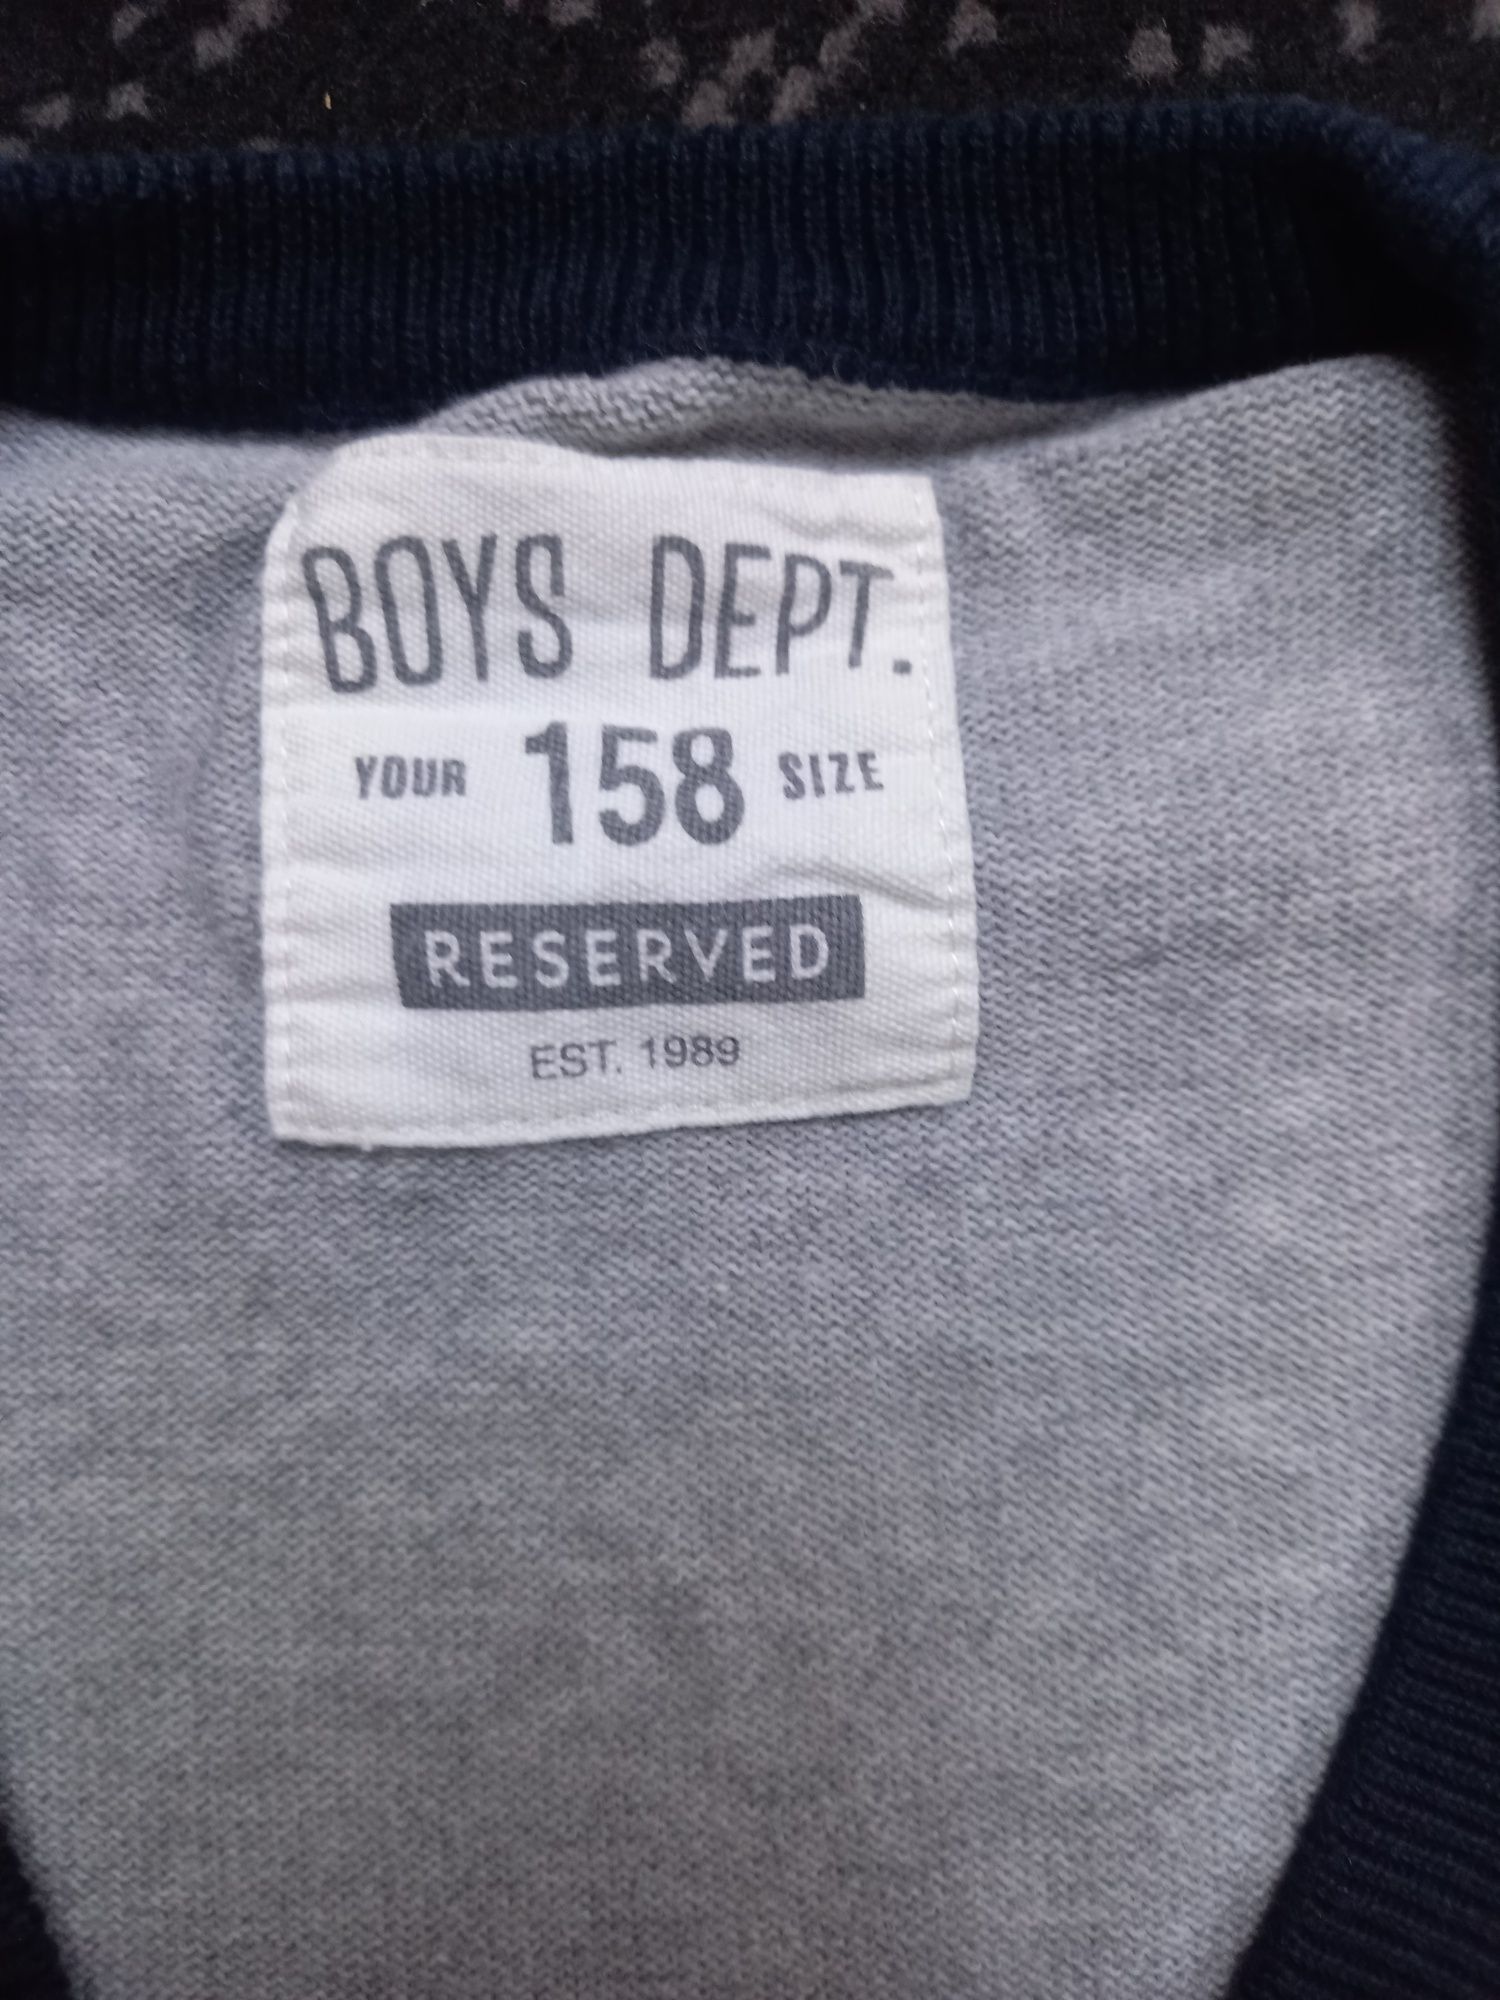 BOYS DEPT.
YOUR 158 SIZE
RESERVED
EST. 1989